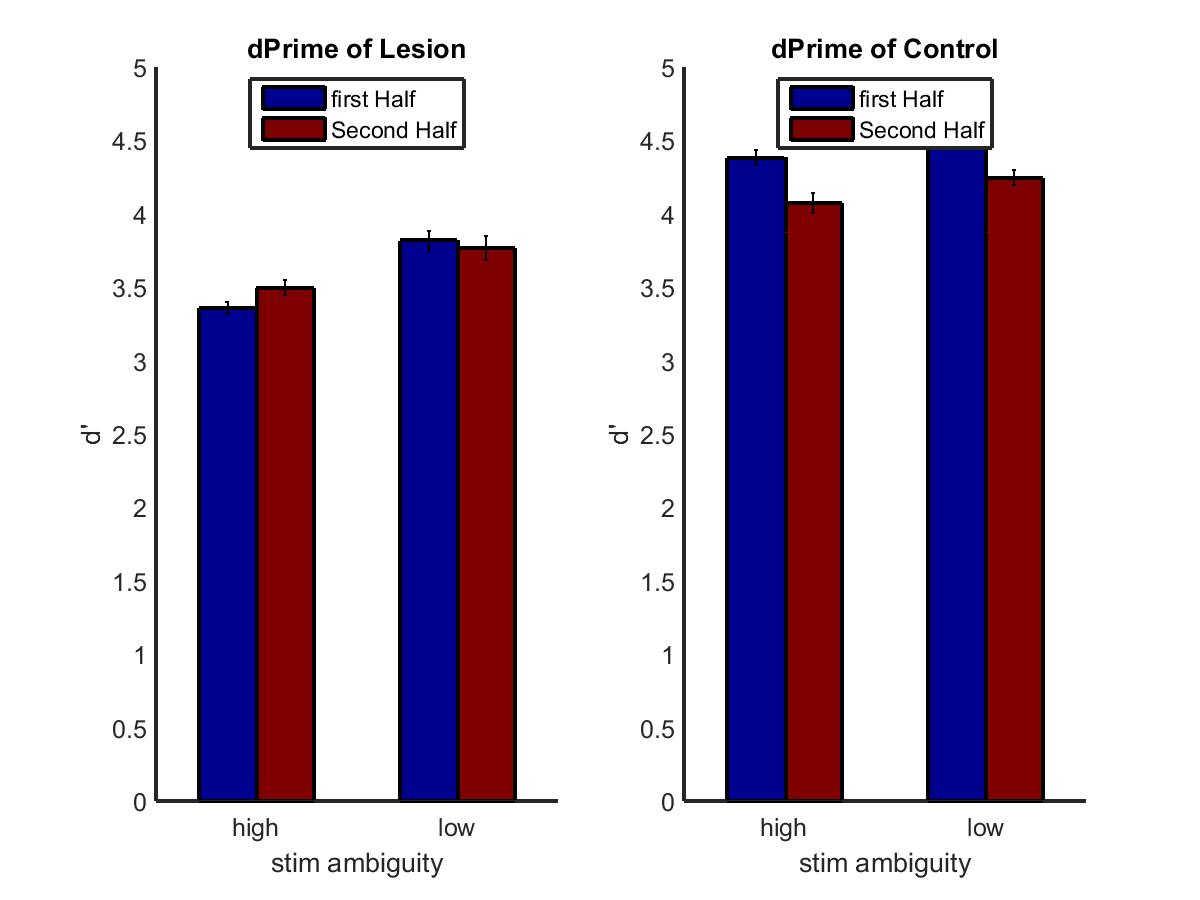 dPrime of Lesion
first Half
Second Half
5
4.5
4
3.5
3
2.5
2
1.5
1
0.5
0
d'
high low
stim ambiguity
dPrime of Control
first Half
Second Half
5
4.5
4
3.5
3
2.5
2
1.5
1
0.5
0
d'
high low
stim ambiguity